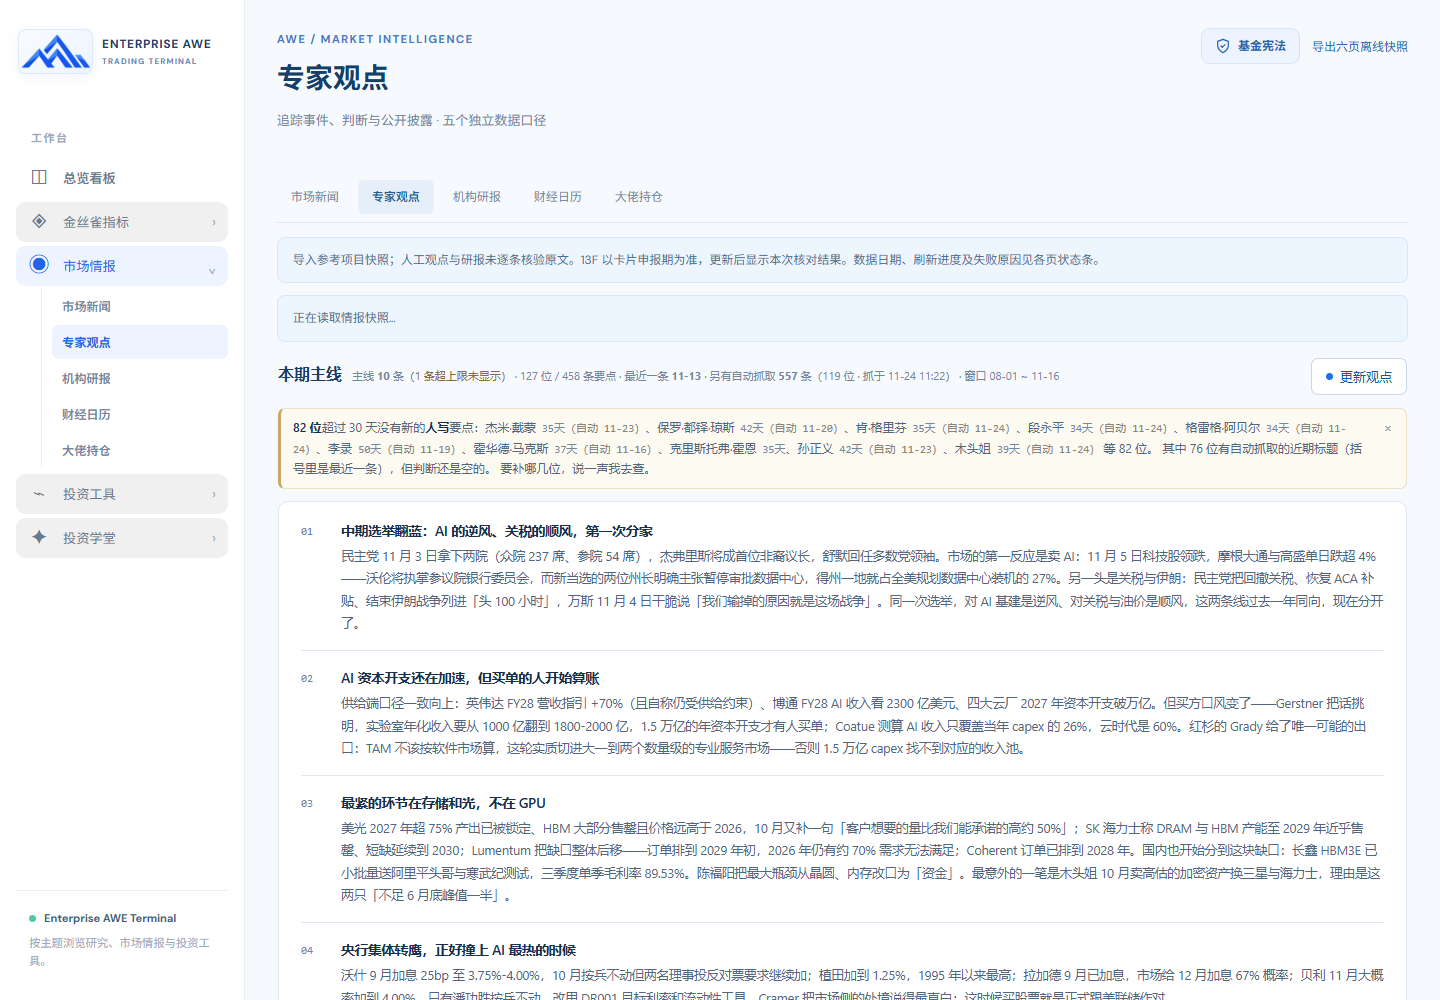 ENTERPRISE AWE
TRADING TERMINAL
工作台
总览看板
金丝雀指标
市场情报
市场新闻
专家观点
机构研报
财经日历
大佬持仓
投资工具
投资学堂
Enterprise AWE Terminal
按主题浏览研究、市场情报与投资工
具。
AWE / MARKET INTELLIGENCE
专家观点
追踪事件、判断与公开披露 · 五个独立数据口径
基金宪法
导出六页离线快照
市场新闻 专家观点 机构研报 财经日历 大佬持仓
导入参考项目快照；人工观点与研报未逐条核验原文。13F 以卡片申报期为准，更新后显示本次核对结果。数据日期、刷新进度及失败原因见各页状态条。
正在读取情报快照…
本期主线 主线 10 条（1 条超上限未显示） · 127 位 / 458 条要点 · 最近一条 11-13 · 另有自动抓取 557 条（119 位 · 抓于 11-24 11:22） · 窗口 08-01 ~ 11-16
更新观点
82 位超过 30 天没有新的人写要点：杰米·戴蒙 35天（自动 11-23）、保罗·都铎·琼斯 42天（自动 11-20）、肯·格里芬 35天（自动 11-24）、段永平 34天（自动 11-24）、格雷格·阿贝尔 34天（自动 11-
24）、李录 50天（自动 11-19）、霍华德·马克斯 37天（自动 11-16）、克里斯托弗·霍恩 35天、孙正义 42天（自动 11-23）、木头姐 39天（自动 11-24） 等 82 位。 其中 76 位有自动抓取的近期标题（括
号里是最近一条），但判断还是空的。 要补哪几位，说一声我去查。
×
01 中期选举翻蓝：AI 的逆风、关税的顺风，第一次分家
民主党 11 月 3 日拿下两院（众院 237 席、参院 54 席），杰弗里斯将成首位非裔议长，舒默回任多数党领袖。市场的第一反应是卖 AI：11 月 5 日科技股领跌，摩根大通与高盛单日跌超 4%
——沃伦将执掌参议院银行委员会，而新当选的两位州长明确主张暂停审批数据中心，得州一地就占全美规划数据中心装机的 27%。另一头是关税与伊朗：民主党把回撤关税、恢复 ACA 补
贴、结束伊朗战争列进「头 100 小时」，万斯 11 月 4 日干脆说「我们输掉的原因就是这场战争」。同一次选举，对 AI 基建是逆风、对关税与油价是顺风，这两条线过去一年同向，现在分开
了。
02 AI 资本开支还在加速，但买单的人开始算账
供给端口径一致向上：英伟达 FY28 营收指引 +70%（且自称仍受供给约束）、博通 FY28 AI 收入看 2300 亿美元、四大云厂 2027 年资本开支破万亿。但买方口风变了——Gerstner 把话挑
明，实验室年化收入要从 1000 亿翻到 1800-2000 亿，1.5 万亿的年资本开支才有人买单；Coatue 测算 AI 收入只覆盖当年 capex 的 26%，云时代是 60%。红杉的 Grady 给了唯一可能的出
口：TAM 不该按软件市场算，这轮实质切进大一到两个数量级的专业服务市场——否则 1.5 万亿 capex 找不到对应的收入池。
03 最紧的环节在存储和光，不在 GPU
美光 2027 年超 75% 产出已被锁定、HBM 大部分售罄且价格远高于 2026，10 月又补一句「客户想要的量比我们能承诺的高约 50%」；SK 海力士称 DRAM 与 HBM 产能至 2029 年近乎售
罄、短缺延续到 2030；Lumentum 把缺口整体后移——订单排到 2029 年初，2026 年仍有约 70% 需求无法满足；Coherent 订单已排到 2028 年。国内也开始分到这块缺口：长鑫 HBM3E 已
小批量送阿里平头哥与寒武纪测试，三季度单季毛利率 89.53%。陈福阳把最大瓶颈从晶圆、内存改口为「资金」。最意外的一笔是木头姐 10 月卖高估的加密资产换三星与海力士，理由是这
两只「不足 6 月底峰值一半」。
04 央行集体转鹰，正好撞上 AI 最热的时候
沃什 9 月加息 25bp 至 3.75%-4.00%，10 月按兵不动但两名理事投反对票要求继续加；植田加到 1.25%，1995 年以来最高；拉加德 9 月已加息，市场给 12 月加息 67% 概率；贝利 11 月大概
率加到 4.00%。只有潘功胜按兵不动，改用 DR001 目标利率和流动性工具。Cramer 把市场侧的处境说得最直白：这时候买股票就是正式跟美联储作对。